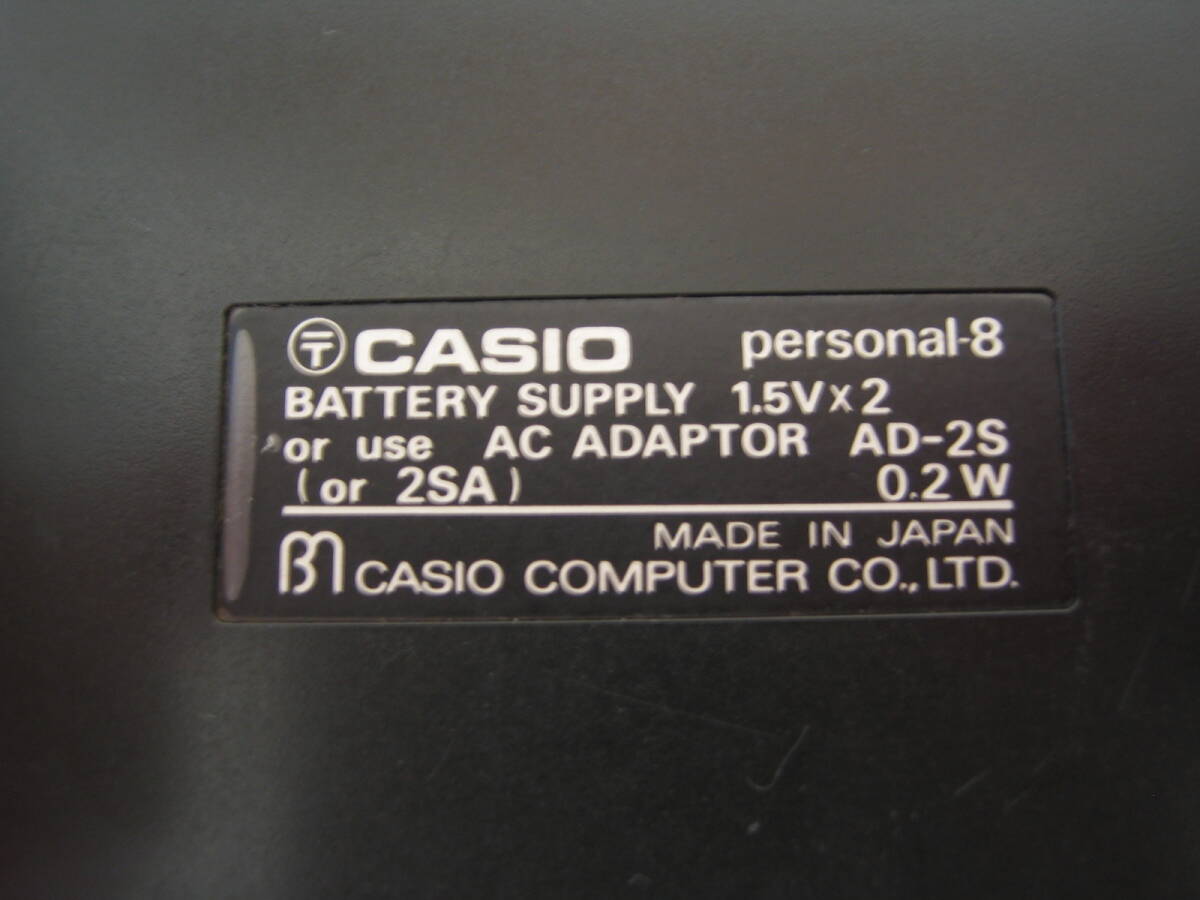 CASIO personal-8
BATTERY SUPPLY 1.5V x 2
or use AC ADAPTOR AD-2S
(or 2SA) 0.2W
MADE IN JAPAN
CASIO COMPUTER CO., LTD.